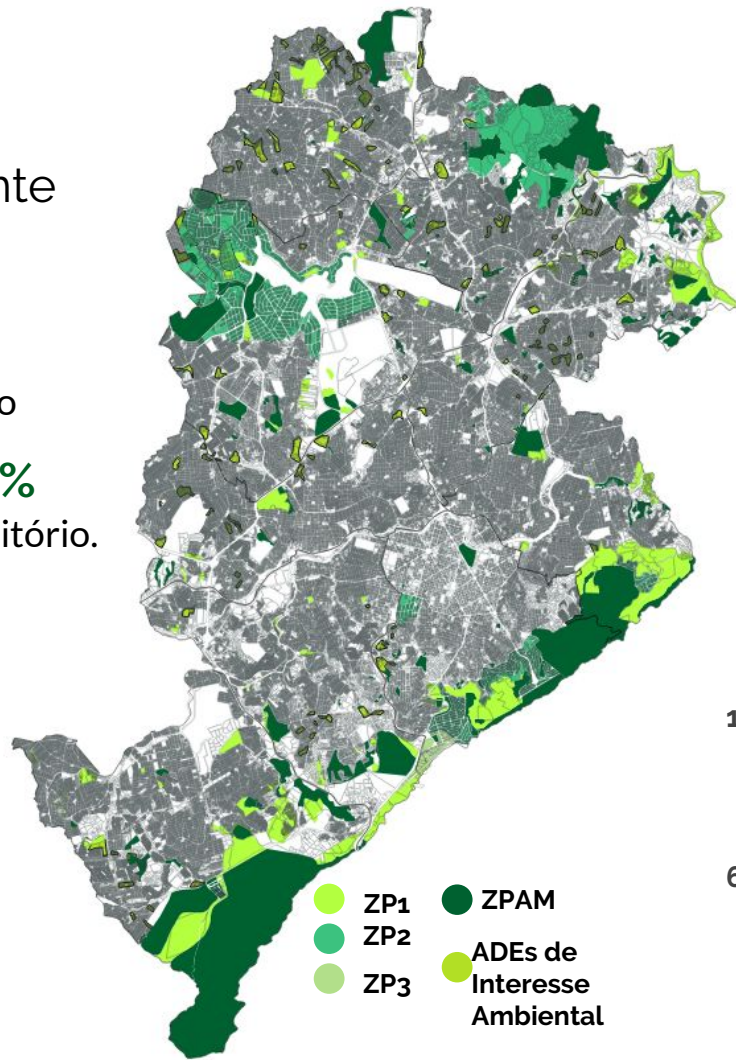 nte
o
%
itório.
1
6
ZP1
ZP2
ZP3
ZPAM
ADEs de
Interesse
Ambiental